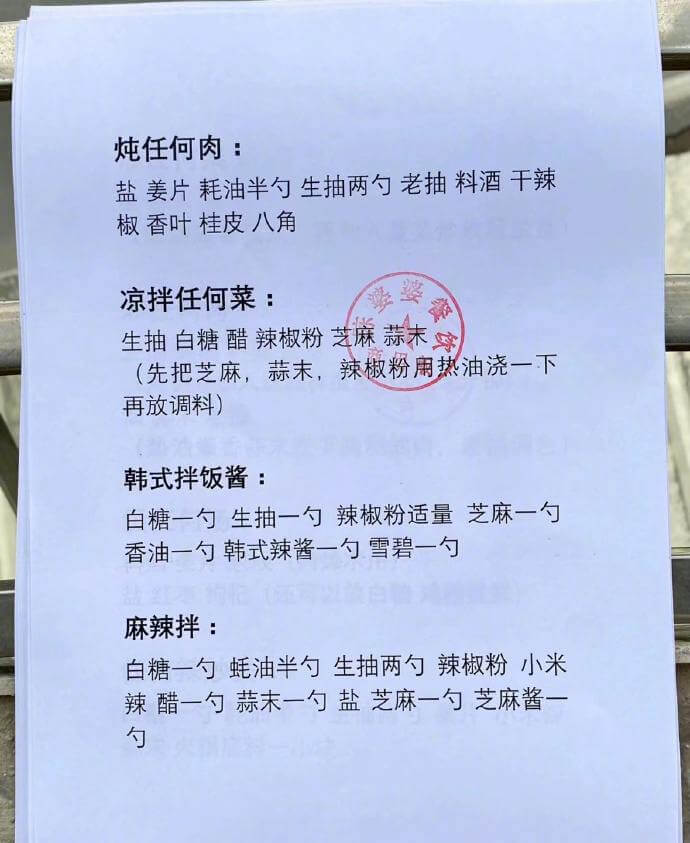 炖任何肉：
盐 姜片 耗油半勺 生抽两勺 老抽 料酒 干辣
椒 香叶 桂皮 八角
凉拌任何菜：
生抽 白糖 醋 辣椒粉 芝麻 蒜末
（先把芝麻，蒜末，辣椒粉用热油浇一下
再放调料）
韩式拌饭酱：
白糖一勺 生抽一勺 辣椒粉适量 芝麻一勺
香油一勺 韩式辣酱一勺 雪碧一勺
麻辣拌：
白糖一勺 蚝油半勺 生抽两勺 辣椒粉 小米
辣 醋一勺 蒜末一勺 盐 芝麻一勺 芝麻酱一
勺
婆婆餐饮